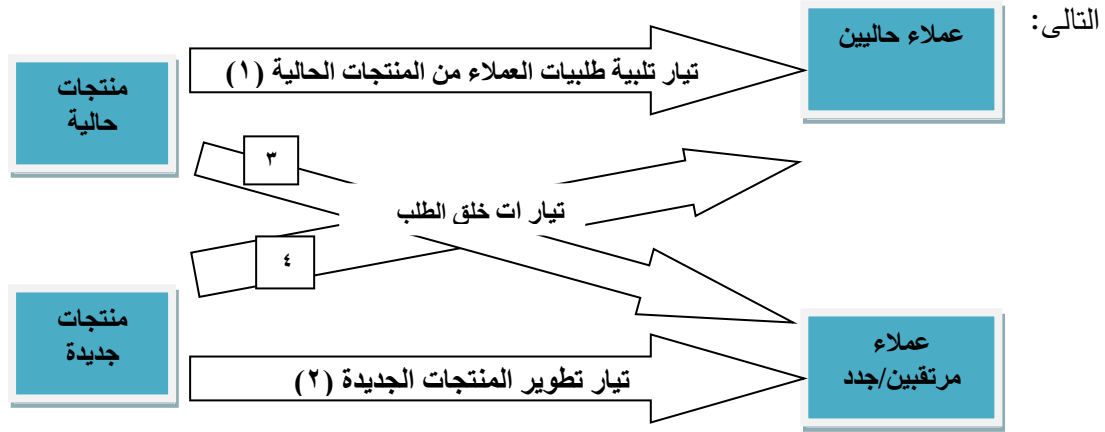 التالى:
عملاء حاليين
تيار تلبية طلبيات العملاء من المنتجات الحالية (١)
منتجات
حالية
٣
تيار ات خلق الطلب
٤
منتجات
جديدة
عملاء
مرتقبين/جدد
تيار تطوير المنتجات الجديدة (٢)